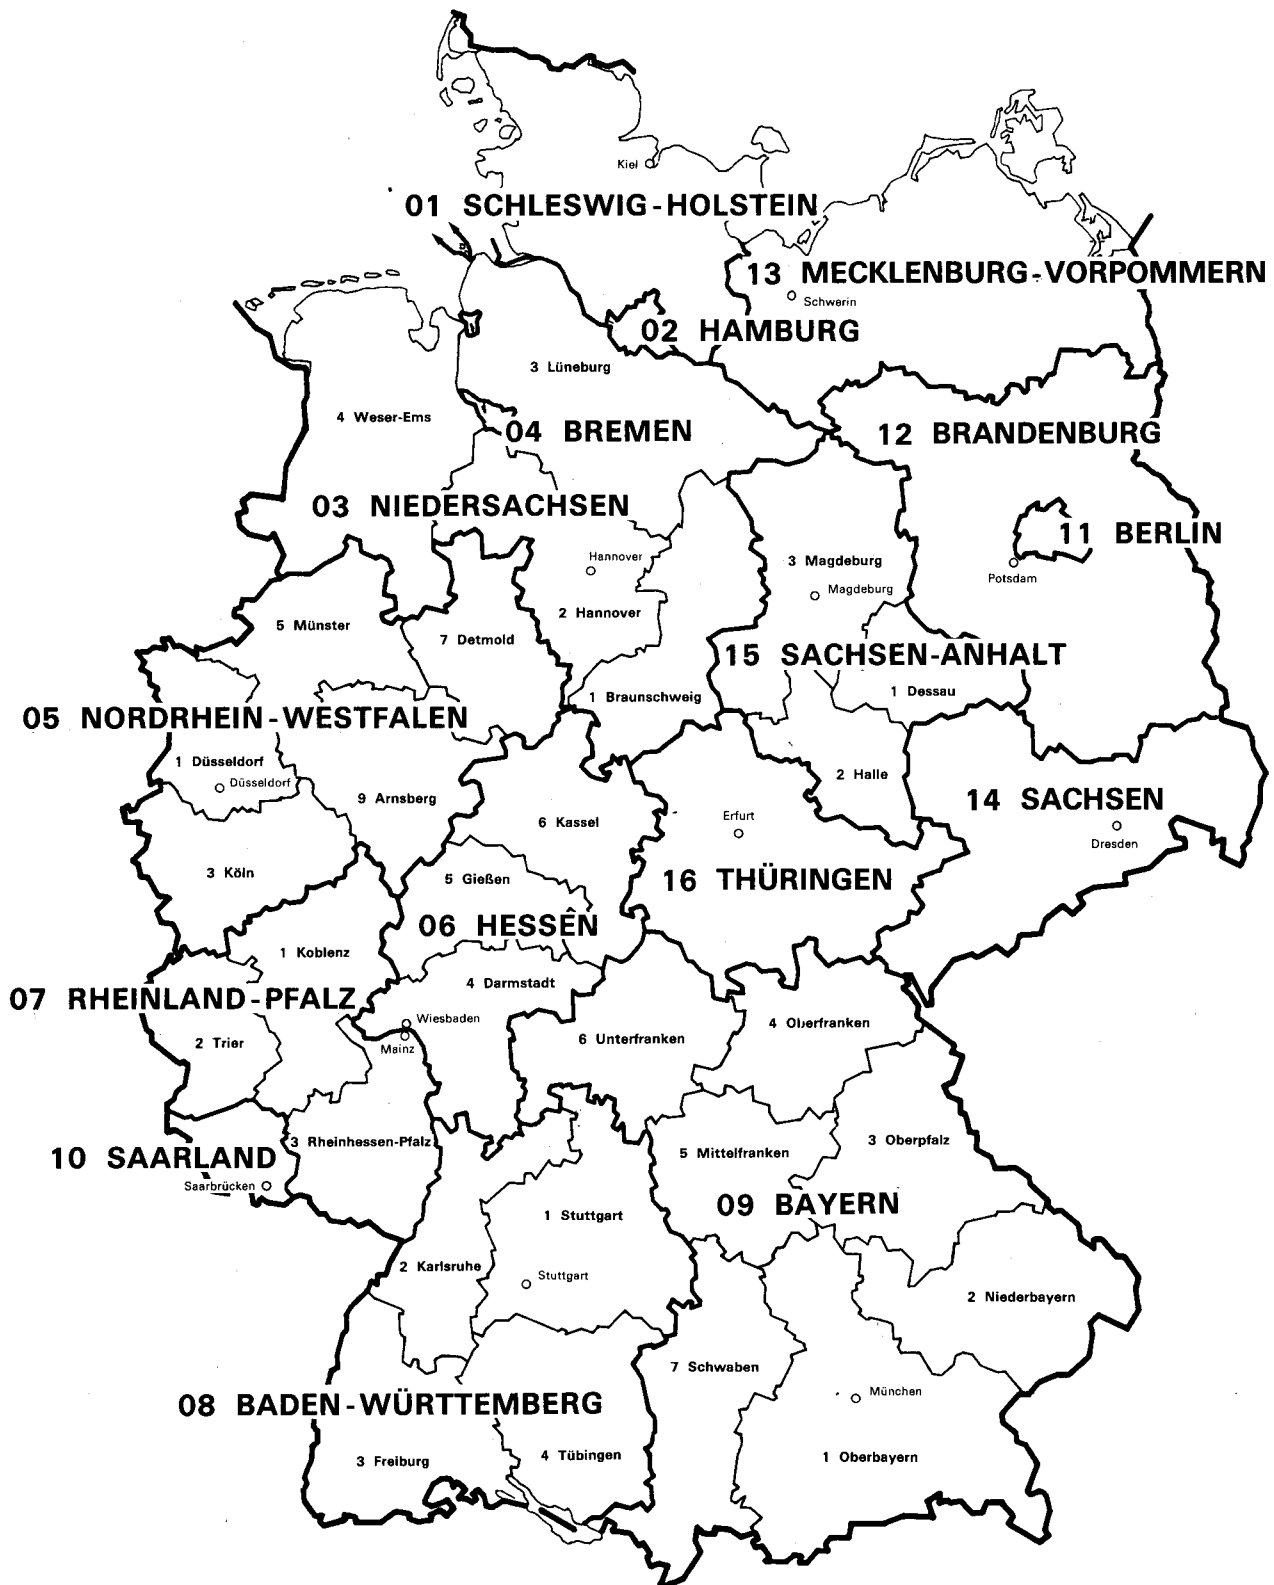 Kiel
01 SCHLESWIG-HOLSTEIN
13 MECKLENBURG-VORPOMMERN
Schwerin
02 HAMBURG
3 Lüneburg
4 Weser-Ems
04 BREMEN
12 BRANDENBURG
03 NIEDERSACHSEN
11 BERLIN
Hannover
3 Magdeburg
Potsdam
Magdeburg
2 Hannover
5 Münster
7 Detmold
15 SACHSEN-ANHALT
1 Dessau
1 Braunschweig
05 NORDRHEIN-WESTFALEN
1 Düsseldorf
Düsseldorf
2 Halle
9 Arnsberg
14 SACHSEN
Erfurt
6 Kassel
Dresden
3 Köln
5 Gießen
16 THÜRINGEN
06 HESSEN
1 Koblenz
4 Darmstadt
07 RHEINLAND-PFALZ
Wiesbaden
4 Oberfranken
6 Unterfranken
2 Trier
Mainz
3 Rheinhessen-Pfalz
3 Oberpfalz
5 Mittelfranken
10 SAARLAND
Saarbrücken
09 BAYERN
1 Stuttgart
2 Karlsruhe
Stuttgart
2 Niederbayern
7 Schwaben
München
08 BADEN-WÜRTTEMBERG
4 Tübingen
1 Oberbayern
3 Freiburg